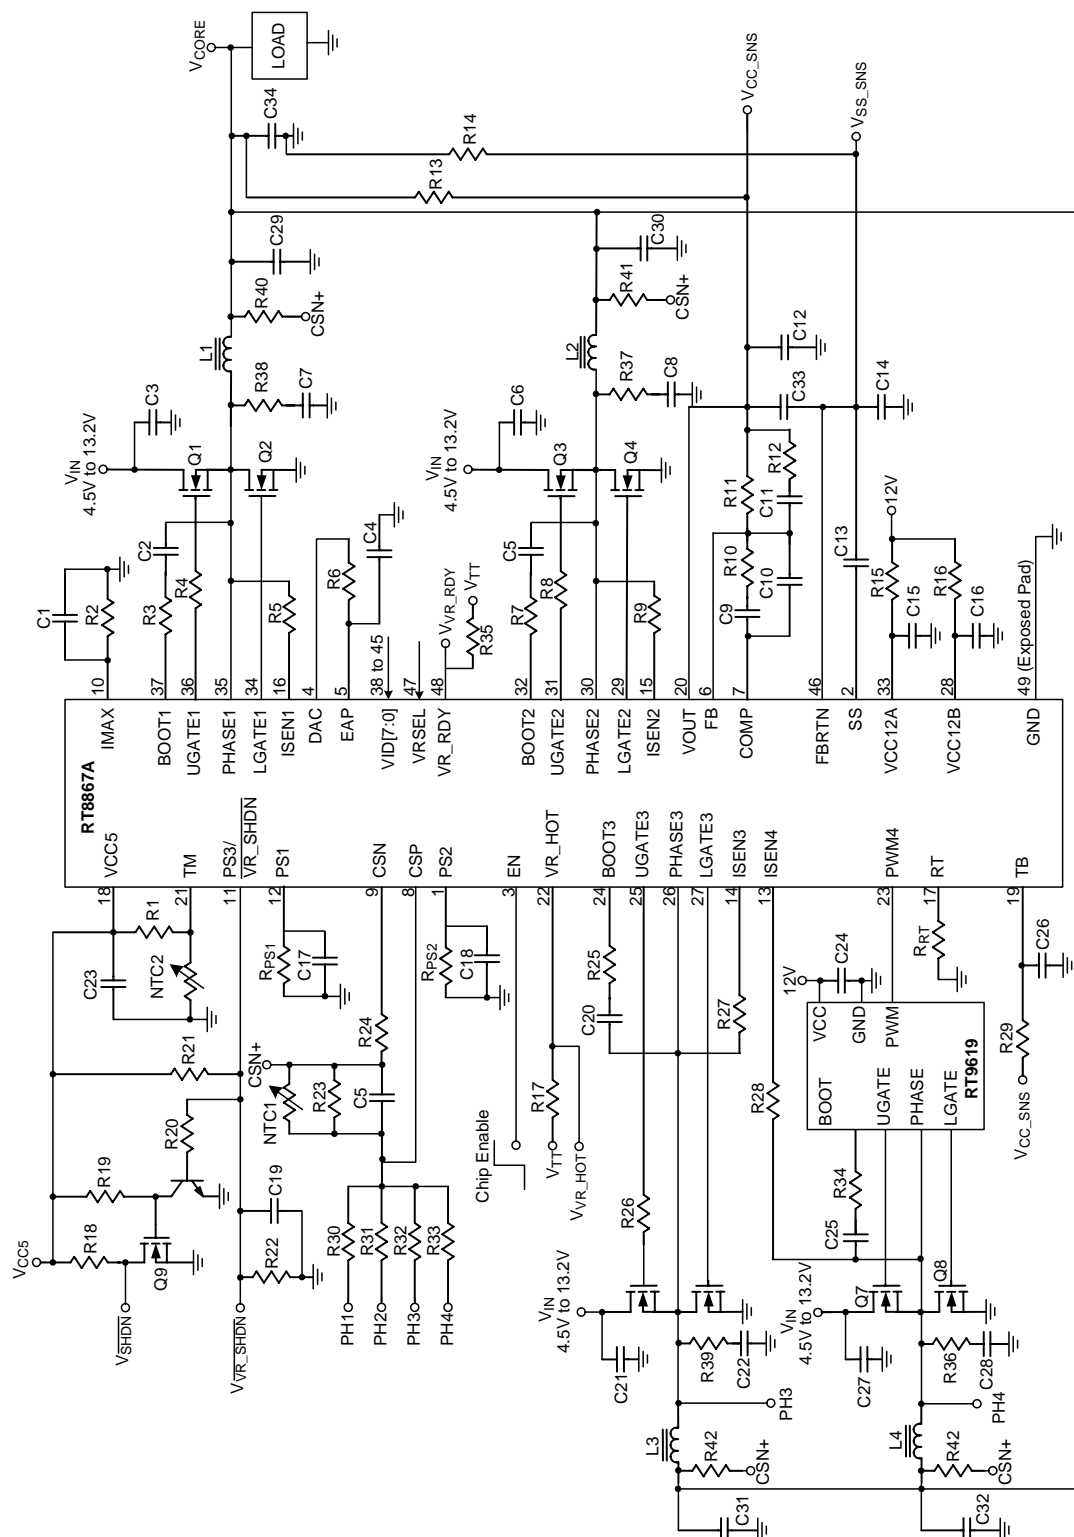 VCORE
LOAD
C34
R14
R13
VCC_SNS
VSS_SNS
C29
R40
CSN+
L1
R38
C7
VIN
4.5V to 13.2V
C3
Q1
Q2
C1
R2
C2
R3
R4
R5
R6
C4
VVR_RDY
R35
VTT
C30
R41
CSN+
L2
R37
C8
VIN
4.5V to 13.2V
C6
Q3
Q4
C5
R7
R8
R9
C12
C33
C14
R11
R12
C11
R10
C10
C9
C13
12V
R15
C15
R16
C16
10
37
36
35
34
16
4
5
38 to 45
47
48
32
31
30
29
15
20
6
7
46
2
33
28
49 (Exposed Pad)
IMAX
BOOT1
UGATE1
PHASE1
LGATE1
ISEN1
DAC
EAP
VID[7:0]
VRSEL
VR_RDY
BOOT2
UGATE2
PHASE2
LGATE2
ISEN2
VOUT
FB
COMP
FBRTN
SS
VCC12A
VCC12B
GND
RT8867A
VCC5
TM
PS3/
VR_SHDN
PS1
CSN
CSP
PS2
EN
VR_HOT
BOOT3
UGATE3
PHASE3
LGATE3
ISEN3
ISEN4
PWM4
RT
TB
18
21
11
12
9
8
1
3
22
24
25
26
27
14
13
23
17
19
R1
C23
NTC2
R21
R20
R19
R18
VCC5
Q9
C19
R22
VSHDN
VVR_SHDN
RPS1
C17
R24
CSN+
NTC1
R23
C5
R30
R31
R32
R33
PH1
PH2
PH3
PH4
RPS2
C18
Chip Enable
R17
VTT
VVR_HOT
R25
C20
R27
R26
R28
VIN
4.5V to 13.2V
C21
R39
C22
PH3
L3
R42
CSN+
C31
12V
C24
VCC
GND
PWM
RT9619
BOOT
UGATE
PHASE
LGATE
R34
C25
Q7
Q8
VIN
4.5V to 13.2V
C27
R36
C28
PH4
L4
R42
CSN+
C32
RRT
C26
R29
VCC_SNS